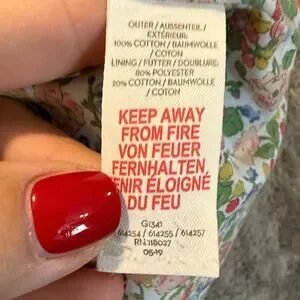 OUTER / AUSSENTEIL /
EXTÉRIEUR:
100% COTTON / BAUMWOLLE
/ COTON
LINING / FUTTER / DOUBLURE:
80% POLYESTER
20% COTTON / BAUMWOLLE
/ COTON
KEEP AWAY
FROM FIRE
VON FEUER
FERNHALTEN,
ENIR ÉLOIGNÉ
DU FEU
G1341
614254 / 614255 / 614257
RN 118027
05-19